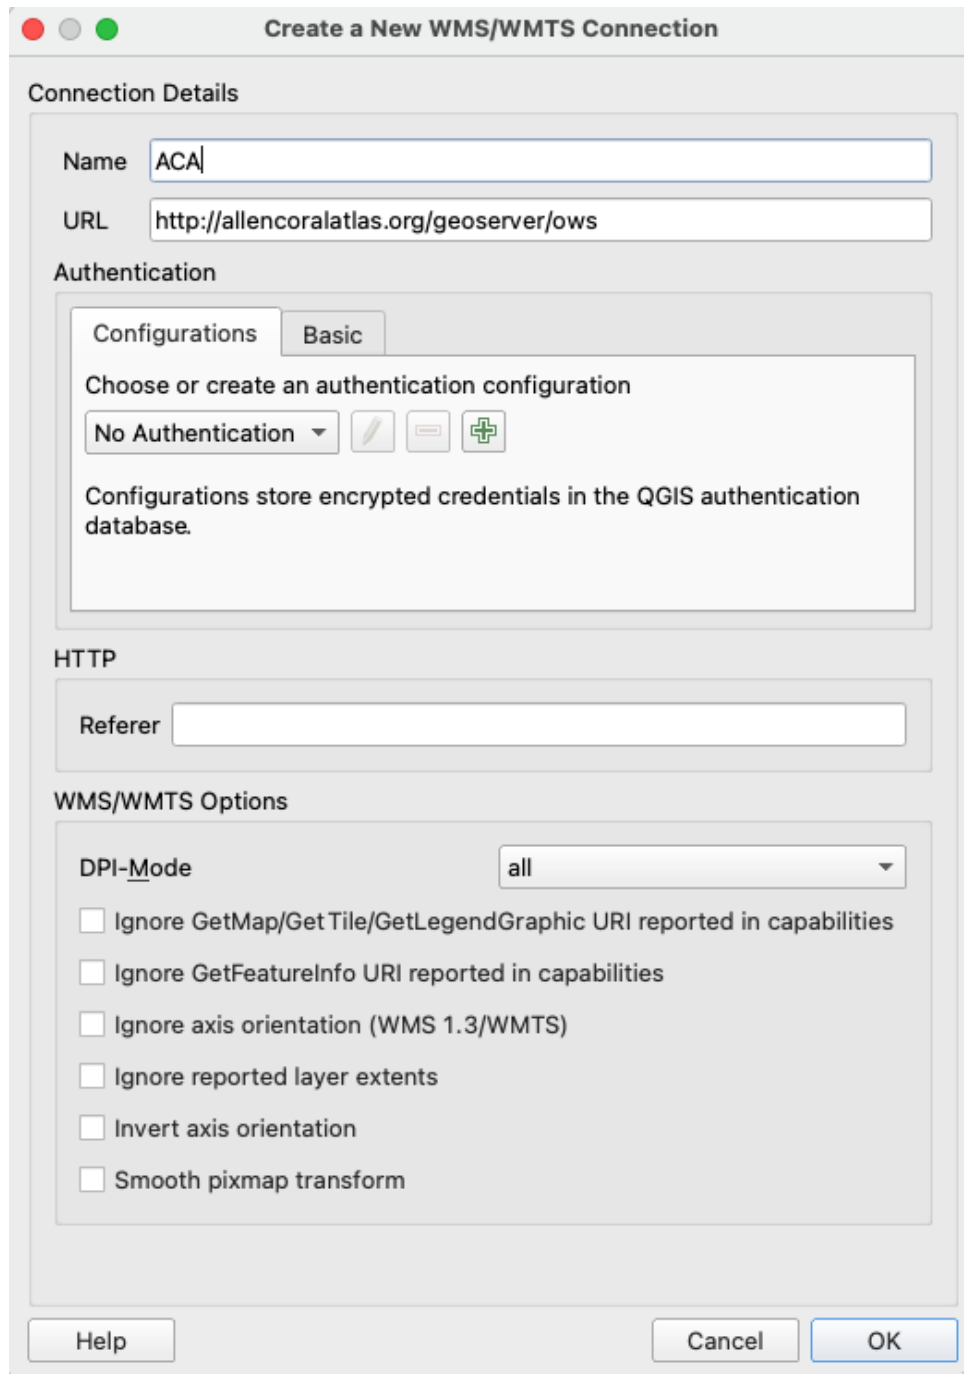 Create a New WMS/WMTS Connection
Connection Details
Name ACA
URL http://allencoralatlas.org/geoserver/ows
Authentication
Configurations Basic
Choose or create an authentication configuration
No Authentication
Configurations store encrypted credentials in the QGIS authentication
database.
HTTP
Referer
WMS/WMTS Options
DPI-Mode all
Ignore GetMap/GetTile/GetLegendGraphic URI reported in capabilities
Ignore GetFeatureInfo URI reported in capabilities
Ignore axis orientation (WMS 1.3/WMTS)
Ignore reported layer extents
Invert axis orientation
Smooth pixmap transform
Help Cancel OK